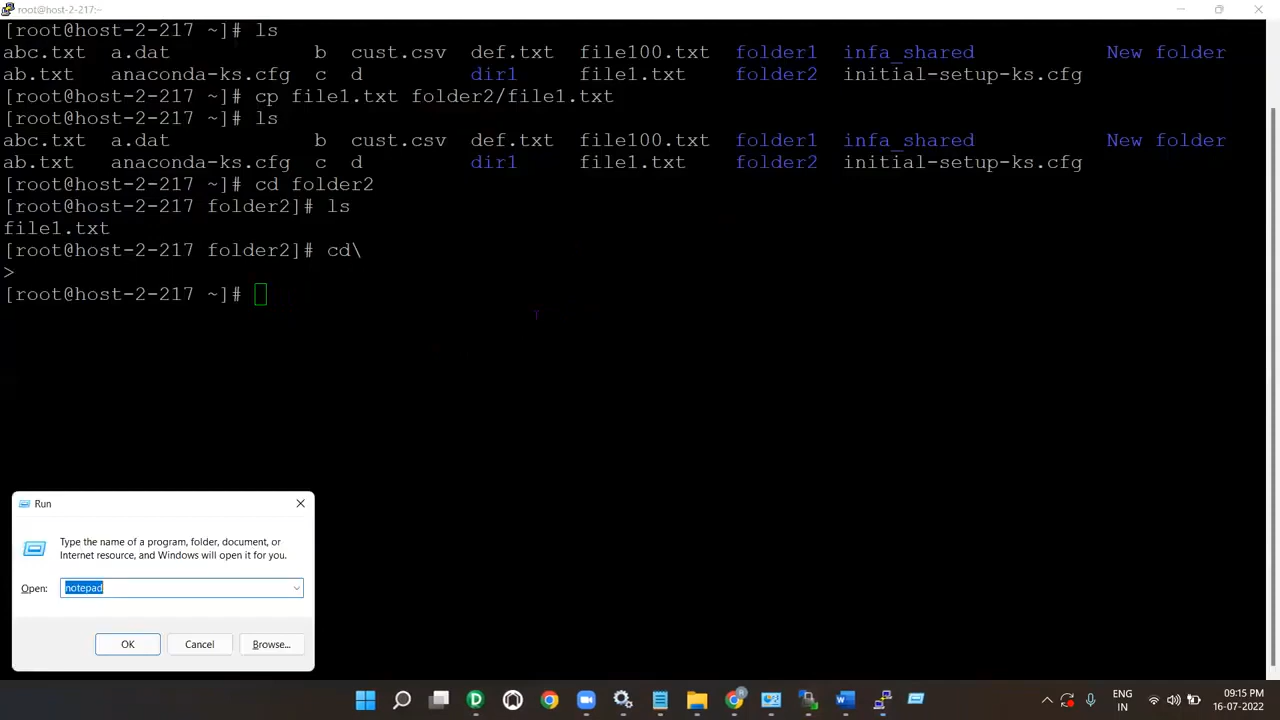 root@host-2-217:~
[root@host-2-217 ~]# ls
abc.txt a.dat b cust.csv def.txt file100.txt folder1 infa_shared New folder
ab.txt anaconda-ks.cfg c d dir1 file1.txt folder2 initial-setup-ks.cfg
[root@host-2-217 ~]# cp file1.txt folder2/file1.txt
[root@host-2-217 ~]# ls
abc.txt a.dat b cust.csv def.txt file100.txt folder1 infa_shared New folder
ab.txt anaconda-ks.cfg c d dir1 file1.txt folder2 initial-setup-ks.cfg
[root@host-2-217 ~]# cd folder2
[root@host-2-217 folder2]# ls
file1.txt
[root@host-2-217 folder2]# cd\
>
[root@host-2-217 ~]#
Run
Type the name of a program, folder, document, or
Internet resource, and Windows will open it for you.
Open: notepad
OK Cancel Browse...
ENG
IN
09:15 PM
16-07-2022